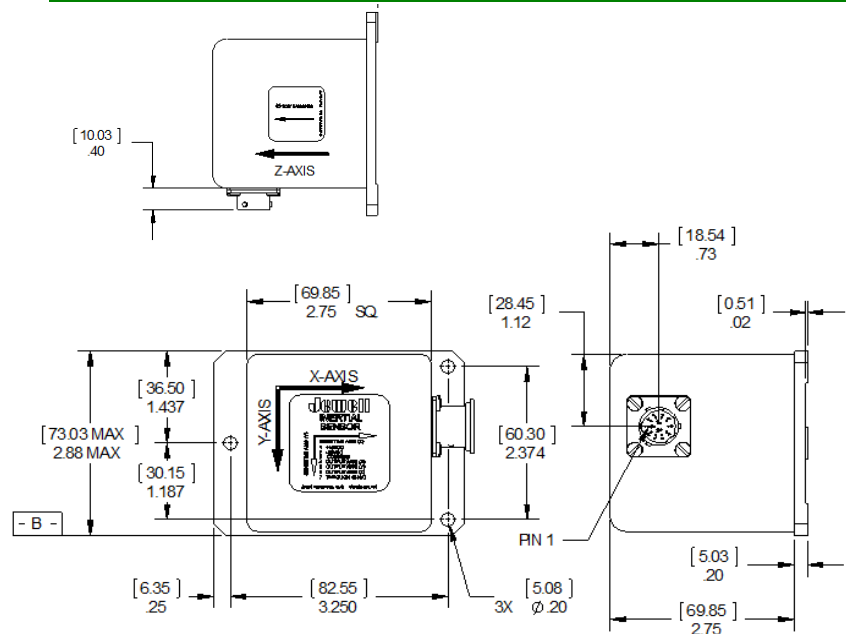 [10.03]
.40
Z-AXIS
[18.54]
.73
[69.85]
2.75 SQ.
[28.45]
1.12
[0.51]
.02
[36.50]
1.437
X-AXIS
Y-AXIS
Jewell
INERTIAL
SENSOR
[73.03 MAX]
2.88 MAX
[60.30]
2.374
[30.15]
1.187
- B -
PIN 1
[5.03]
.20
[6.35]
.25
[82.55]
3.250
3X
[5.08]
Ø.20
[69.85]
2.75